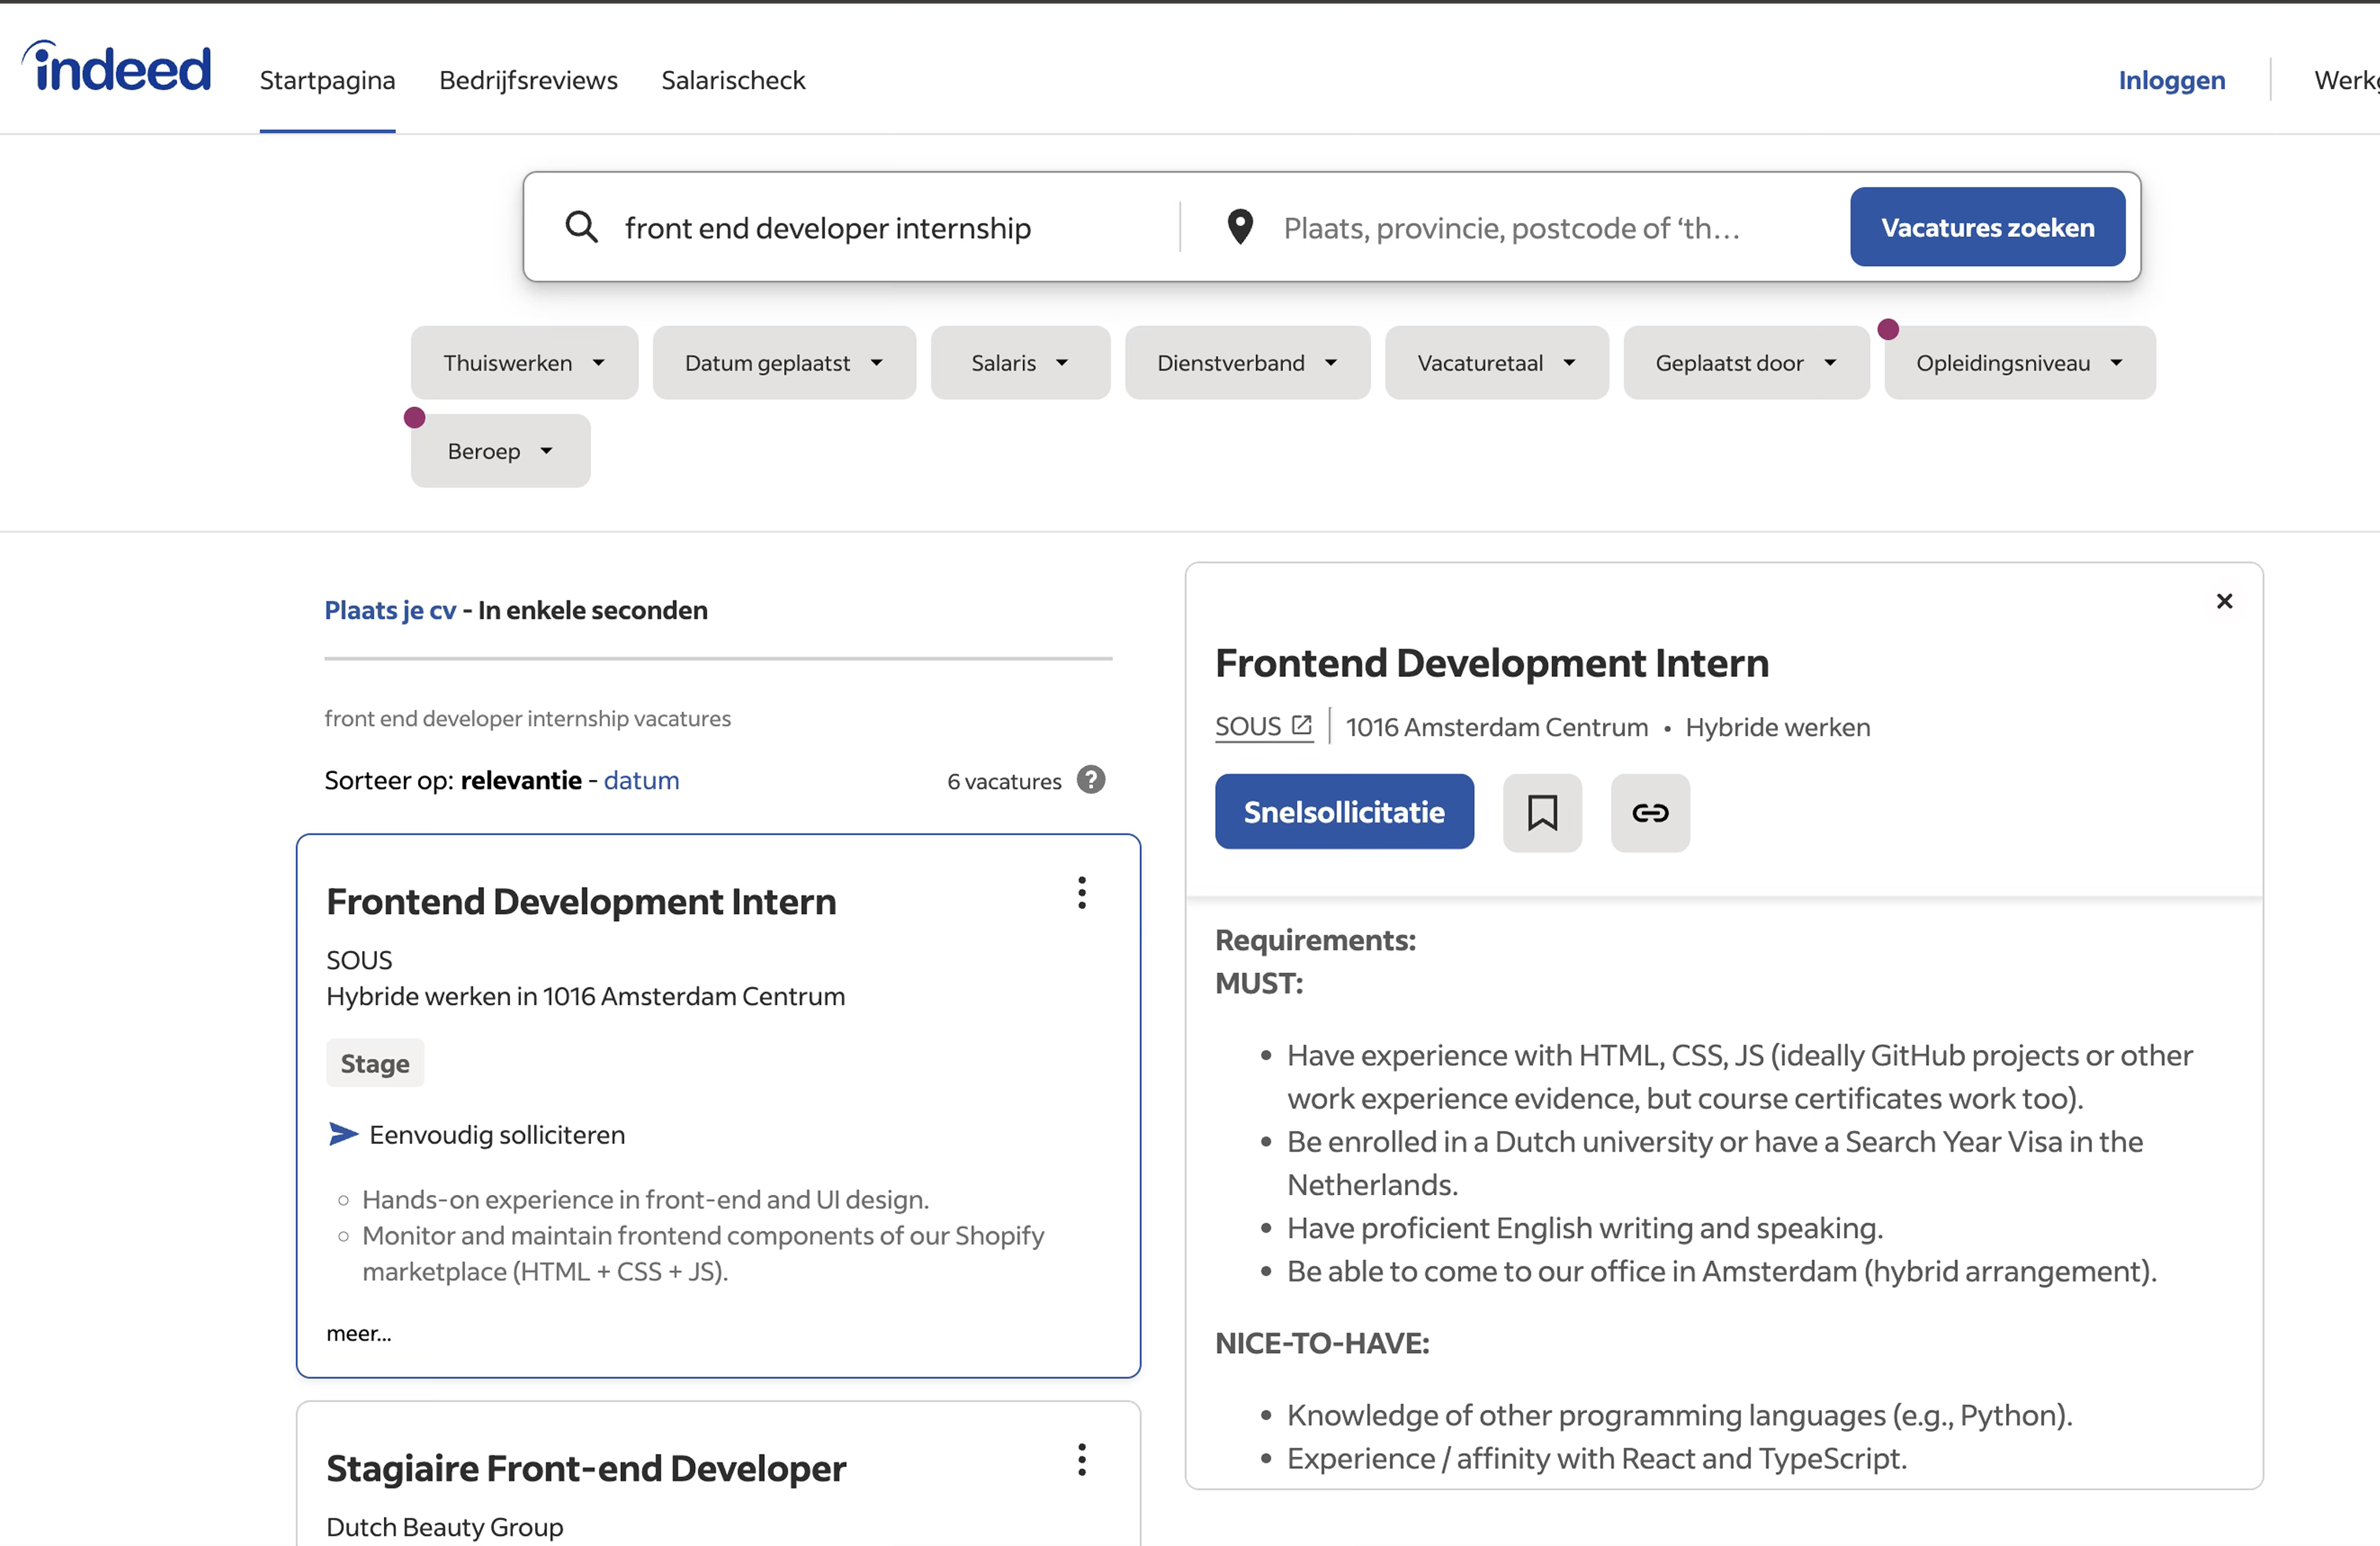 indeed
Startpagina
Bedrijfsreviews
Salarischeck
Inloggen
front end developer internship
Plaats, provincie, postcode of ‘th...
Vacatures zoeken
Thuiswerken
Datum geplaatst
Salaris
Dienstverband
Vacaturetaal
Geplaatst door
Opleidingsniveau
Beroep
Plaats je cv - In enkele seconden
front end developer internship vacatures
Sorteer op: relevantie - datum
6 vacatures
Frontend Development Intern
SOUS
Hybride werken in 1016 Amsterdam Centrum
Stage
Eenvoudig solliciteren
Hands-on experience in front-end and UI design.
Monitor and maintain frontend components of our Shopify
marketplace (HTML + CSS + JS).
meer...
Stagiaire Front-end Developer
Dutch Beauty Group
Frontend Development Intern
SOUS
1016 Amsterdam Centrum • Hybride werken
Snelsollicitatie
Requirements:
MUST:
• Have experience with HTML, CSS, JS (ideally GitHub projects or other
work experience evidence, but course certificates work too).
• Be enrolled in a Dutch university or have a Search Year Visa in the
Netherlands.
• Have proficient English writing and speaking.
• Be able to come to our office in Amsterdam (hybrid arrangement).
NICE-TO-HAVE:
• Knowledge of other programming languages (e.g., Python).
• Experience / affinity with React and TypeScript.